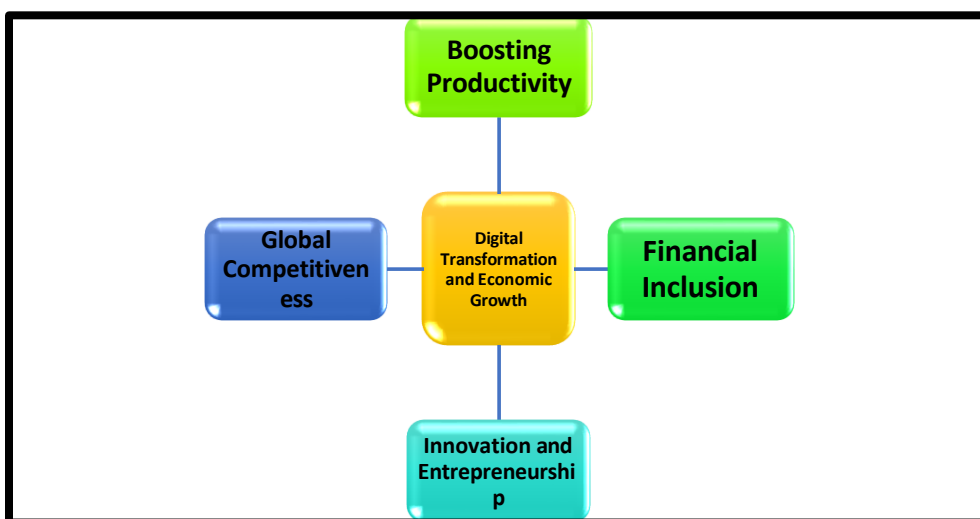 Boosting
Productivity
Global
Competitiven
ess
Digital
Transformation
and Economic
Growth
Financial
Inclusion
Innovation and
Entrepreneurshi
p